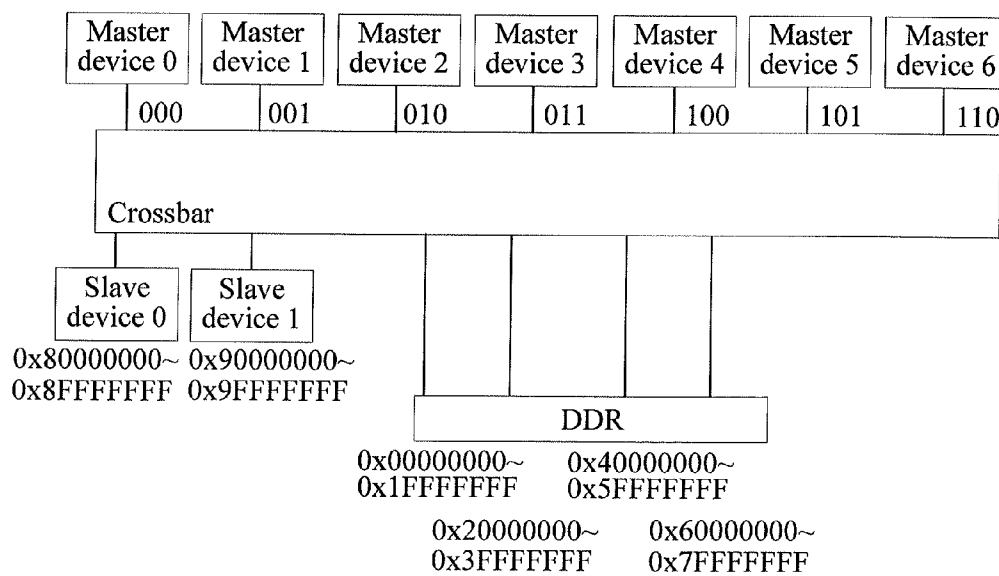 Master
device 0
Master
device 1
Master
device 2
Master
device 3
Master
device 4
Master
device 5
Master
device 6
000
001
010
011
100
101
110
Crossbar
Slave
device 0
Slave
device 1
0x80000000~
0x8FFFFFFF
0x90000000~
0x9FFFFFFF
DDR
0x00000000~
0x1FFFFFFF
0x40000000~
0x5FFFFFFF
0x20000000~
0x3FFFFFFF
0x60000000~
0x7FFFFFFF